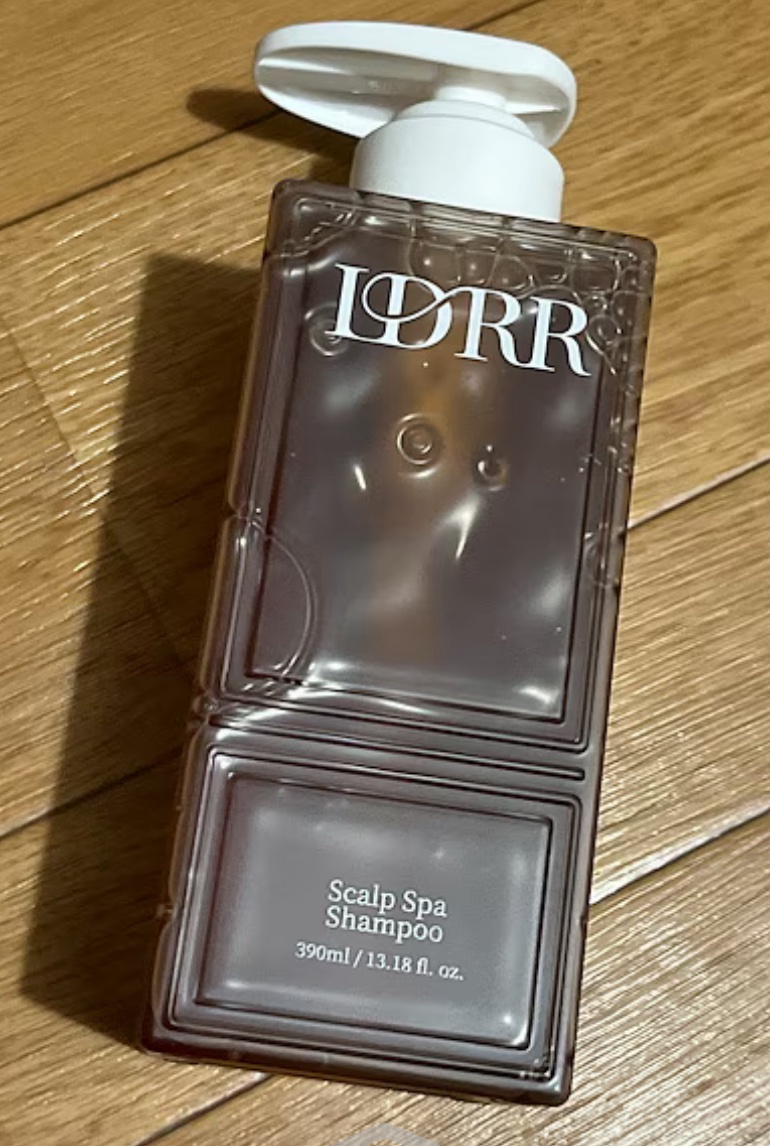 LDRR
Scalp Spa
Shampoo
390ml / 13.18 fl. oz.